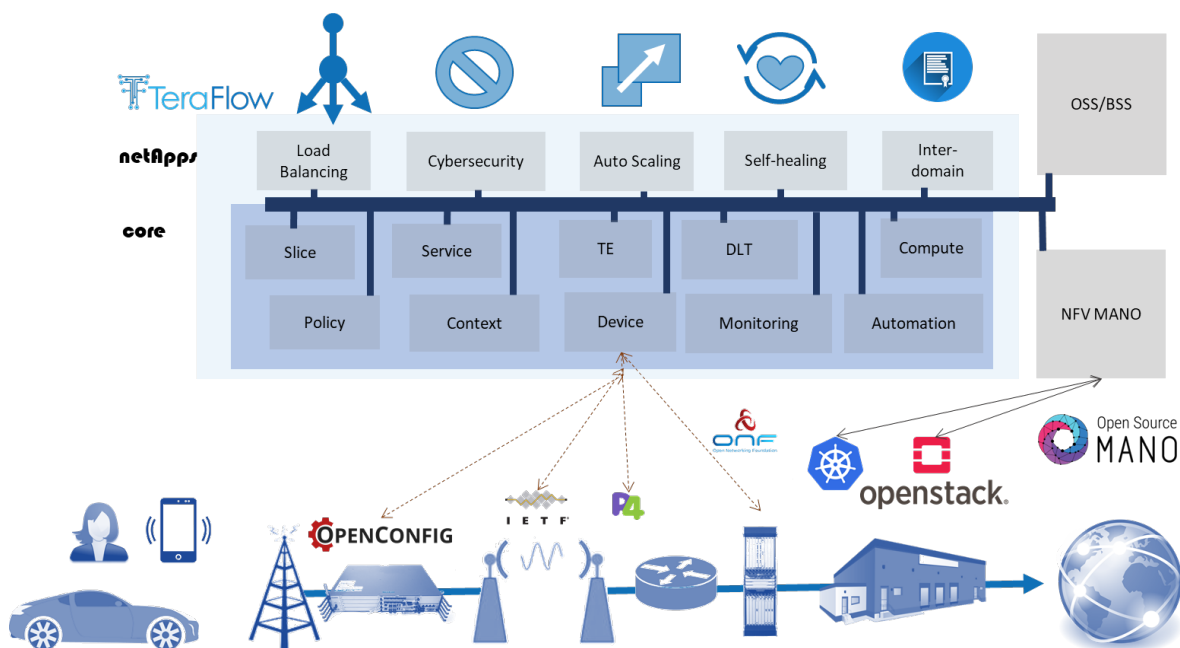 TeraFlow
OSS/BSS
netApps
Load
Balancing
Cybersecurity
Auto Scaling
Self-healing
Inter-
domain
core
Slice
Service
TE
DLT
Compute
Policy
Context
Device
Monitoring
Automation
NFV MANO
ONF
Open Networking Foundation
Open Source
MANO
openstack.
OPENCONFIG
IETF
P4